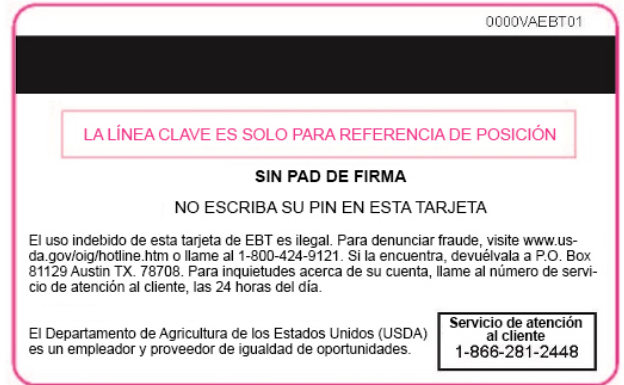 0000VAEBT01
LA LÍNEA CLAVE ES SOLO PARA REFERENCIA DE POSICIÓN
SIN PAD DE FIRMA
NO ESCRIBA SU PIN EN ESTA TARJETA
El uso indebido de esta tarjeta de EBT es ilegal. Para denunciar fraude, visite www.us-
da.gov/oig/hotline.htm o llame al 1-800-424-9121. Si la encuentra, devuélvala a P.O. Box
81129 Austin TX. 78708. Para inquietudes acerca de su cuenta, llame al número de servi-
cio de atención al cliente, las 24 horas del día.
El Departamento de Agricultura de los Estados Unidos (USDA)
es un empleador y proveedor de igualdad de oportunidades.
Servicio de atención
al cliente
1-866-281-2448